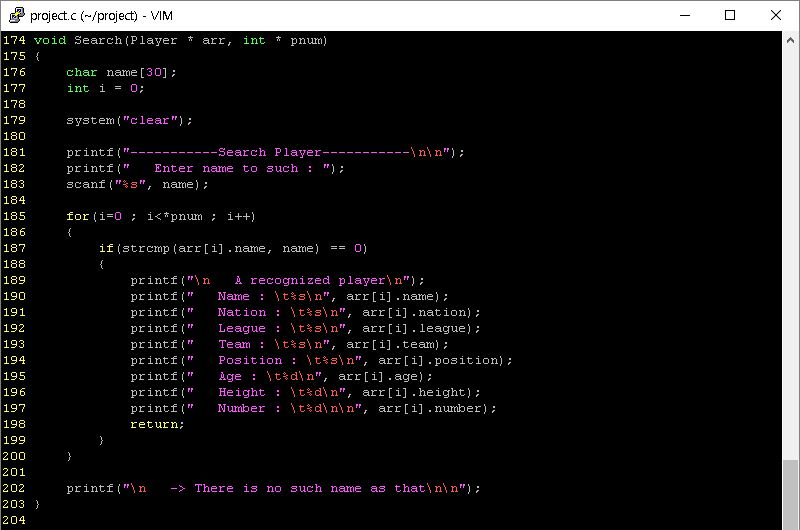 project.c (~/project) - VIM
174 void Search(Player * arr, int * pnum)
175 {
176     char name[30];
177     int i = 0;
178
179     system("clear");
180
181     printf("-----------Search Player-----------\n\n");
182     printf("   Enter name to such : ");
183     scanf("%s", name);
184
185     for(i=0 ; i<*pnum ; i++)
186     {
187         if(strcmp(arr[i].name, name) == 0)
188         {
189             printf("\n   A recognized player\n");
190             printf("   Name : \t%s\n", arr[i].name);
191             printf("   Nation : \t%s\n", arr[i].nation);
192             printf("   League : \t%s\n", arr[i].league);
193             printf("   Team : \t%s\n", arr[i].team);
194             printf("   Position : \t%s\n", arr[i].position);
195             printf("   Age : \t%d\n", arr[i].age);
196             printf("   Height : \t%d\n", arr[i].height);
197             printf("   Number : \t%d\n\n", arr[i].number);
198             return;
199         }
200     }
201
202     printf("\n   -> There is no such name as that\n\n");
203 }
204